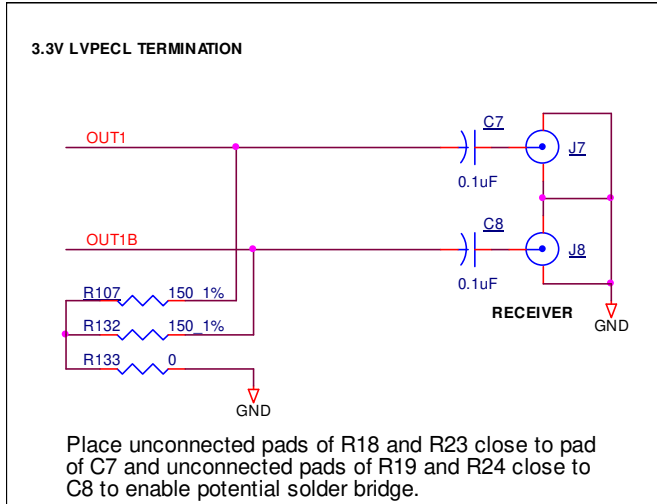 3.3V LVPECL TERMINATION
OUT1
C7
J7
0.1uF
OUT1B
C8
J8
0.1uF
R107 150_1%
RECEIVER
GND
R132 150_1%
R133 0
GND
Place unconnected pads of R18 and R23 close to pad
of C7 and unconnected pads of R19 and R24 close to
C8 to enable potential solder bridge.